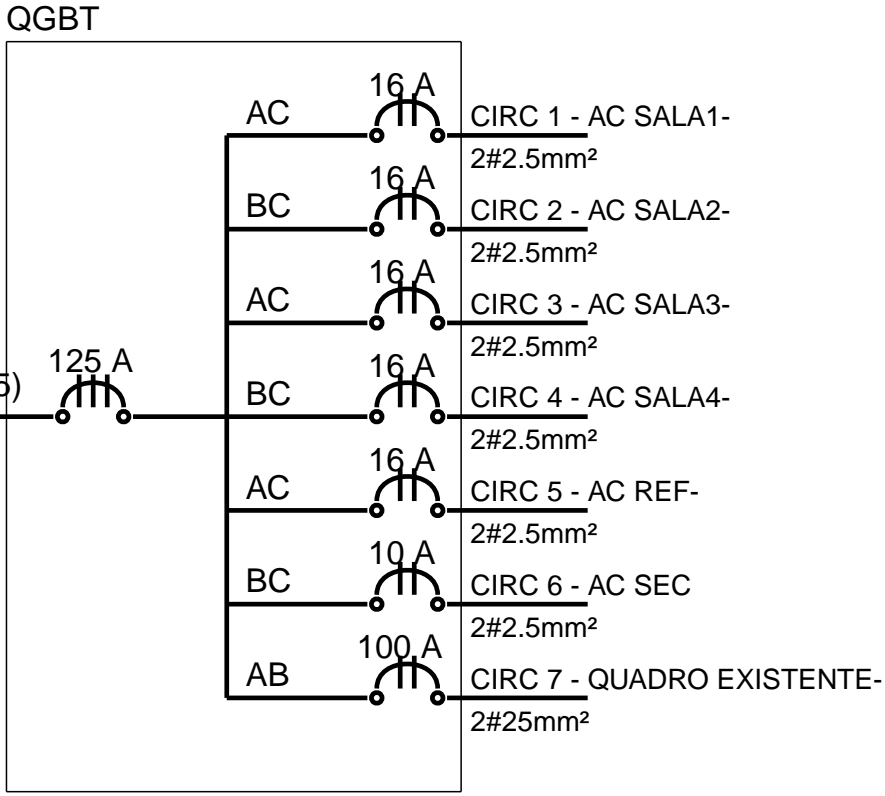 QGBT
AC 16 A CIRC 1 - AC SALA1-
2#2.5mm²
BC 16 A CIRC 2 - AC SALA2-
2#2.5mm²
AC 16 A CIRC 3 - AC SALA3-
2#2.5mm²
5) 125 A
BC 16 A CIRC 4 - AC SALA4-
2#2.5mm²
AC 16 A CIRC 5 - AC REF-
2#2.5mm²
BC 10 A CIRC 6 - AC SEC
2#2.5mm²
AB 100 A CIRC 7 - QUADRO EXISTENTE-
2#25mm²